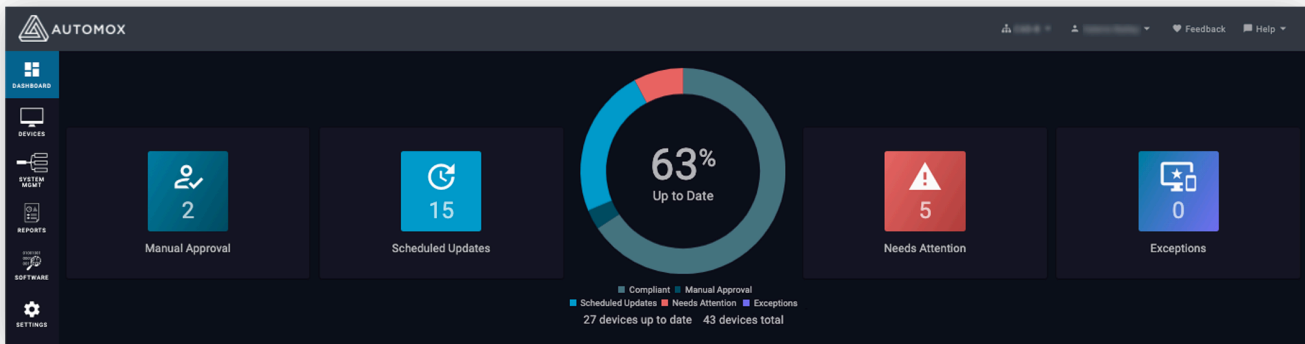 AUTOMOX
Feedback
Help
DASHBOARD
DEVICES
SYSTEM
MGMT
REPORTS
SOFTWARE
SETTINGS
2
Manual Approval
15
Scheduled Updates
63%
Up to Date
Compliant Manual Approval
Scheduled Updates Needs Attention Exceptions
27 devices up to date 43 devices total
5
Needs Attention
0
Exceptions